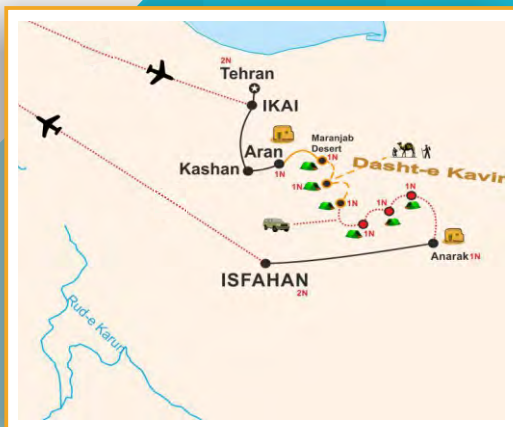 2N
Tehran
IKAI
Aran
1N
Kashan
Maranjab
Desert
1N
Dasht-e Kavir
1N
1N
1N
1N
1N
Anarak 1N
ISFAHAN
2N
Rud-e Karun